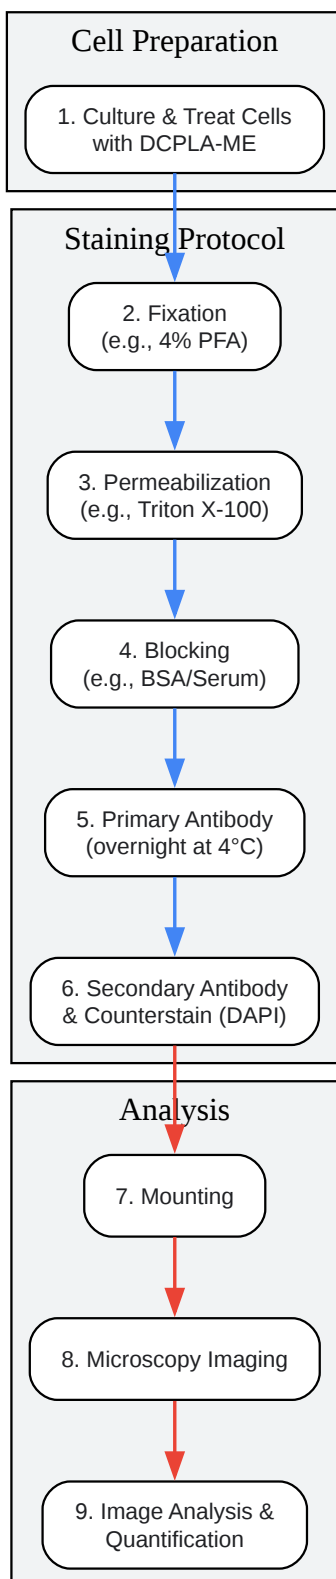 Cell Preparation
1. Culture & Treat Cells
with DCPLA-ME
Staining Protocol
2. Fixation
(e.g., 4% PFA)
3. Permeabilization
(e.g., Triton X-100)
4. Blocking
(e.g., BSA/Serum)
5. Primary Antibody
(overnight at 4°C)
6. Secondary Antibody
& Counterstain (DAPI)
Analysis
7. Mounting
8. Microscopy Imaging
9. Image Analysis &
Quantification